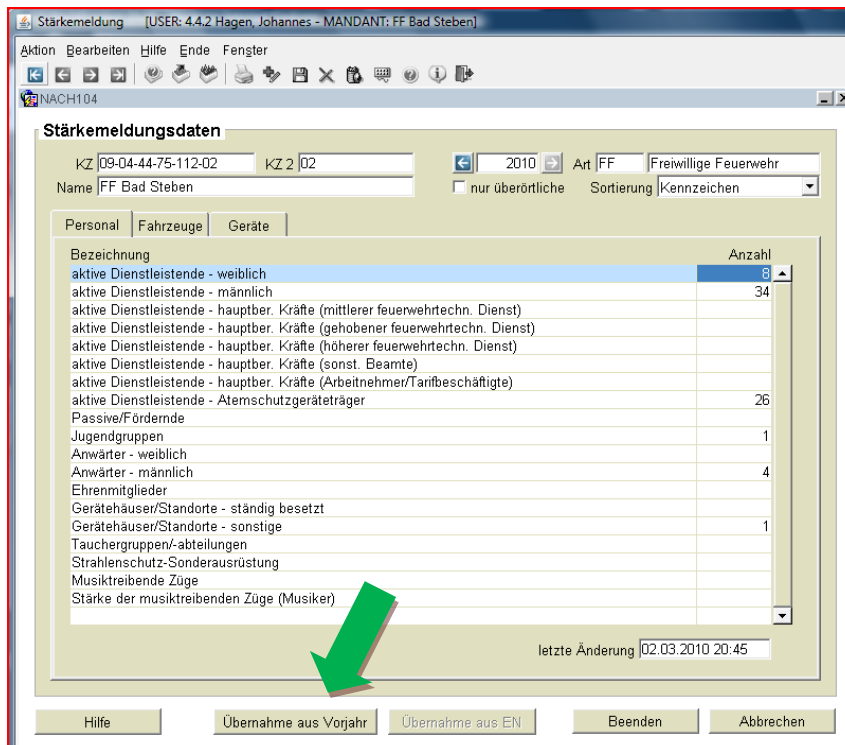 Stärkemeldung [USER: 4.4.2 Hagen, Johannes - MANDANT: FF Bad Steben]
Aktion Bearbeiten Hilfe Ende Fenster
NACH104
Stärkemeldungsdaten
KZ 09-04-44-75-112-02 KZ 2 02 2010 Art FF Freiwillige Feuerwehr
Name FF Bad Steben nur überörtliche Sortierung Kennzeichen
Personal Fahrzeuge Geräte
Bezeichnung Anzahl
aktive Dienstleistende - weiblich 8
aktive Dienstleistende - männlich 34
aktive Dienstleistende - hauptber. Kräfte (mittlerer feuerwehrtechn. Dienst)
aktive Dienstleistende - hauptber. Kräfte (gehobener feuerwehrtechn. Dienst)
aktive Dienstleistende - hauptber. Kräfte (höherer feuerwehrtechn. Dienst)
aktive Dienstleistende - hauptber. Kräfte (sonst. Beamte)
aktive Dienstleistende - hauptber. Kräfte (Arbeitnehmer/Tarifbeschäftigte)
aktive Dienstleistende - Atemschutzgeräteträger 26
Passive/Fördernde
Jugendgruppen 1
Anwärter - weiblich
Anwärter - männlich 4
Ehrenmitglieder
Gerätehäuser/Standorte - ständig besetzt
Gerätehäuser/Standorte - sonstige 1
Tauchergruppen/-abteilungen
Strahlenschutz-Sonderausrüstung
Musiktreibende Züge
Stärke der musiktreibenden Züge (Musiker)
letzte Änderung 02.03.2010 20:45
Hilfe Übernahme aus Vorjahr Übernahme aus EN Beenden Abbrechen